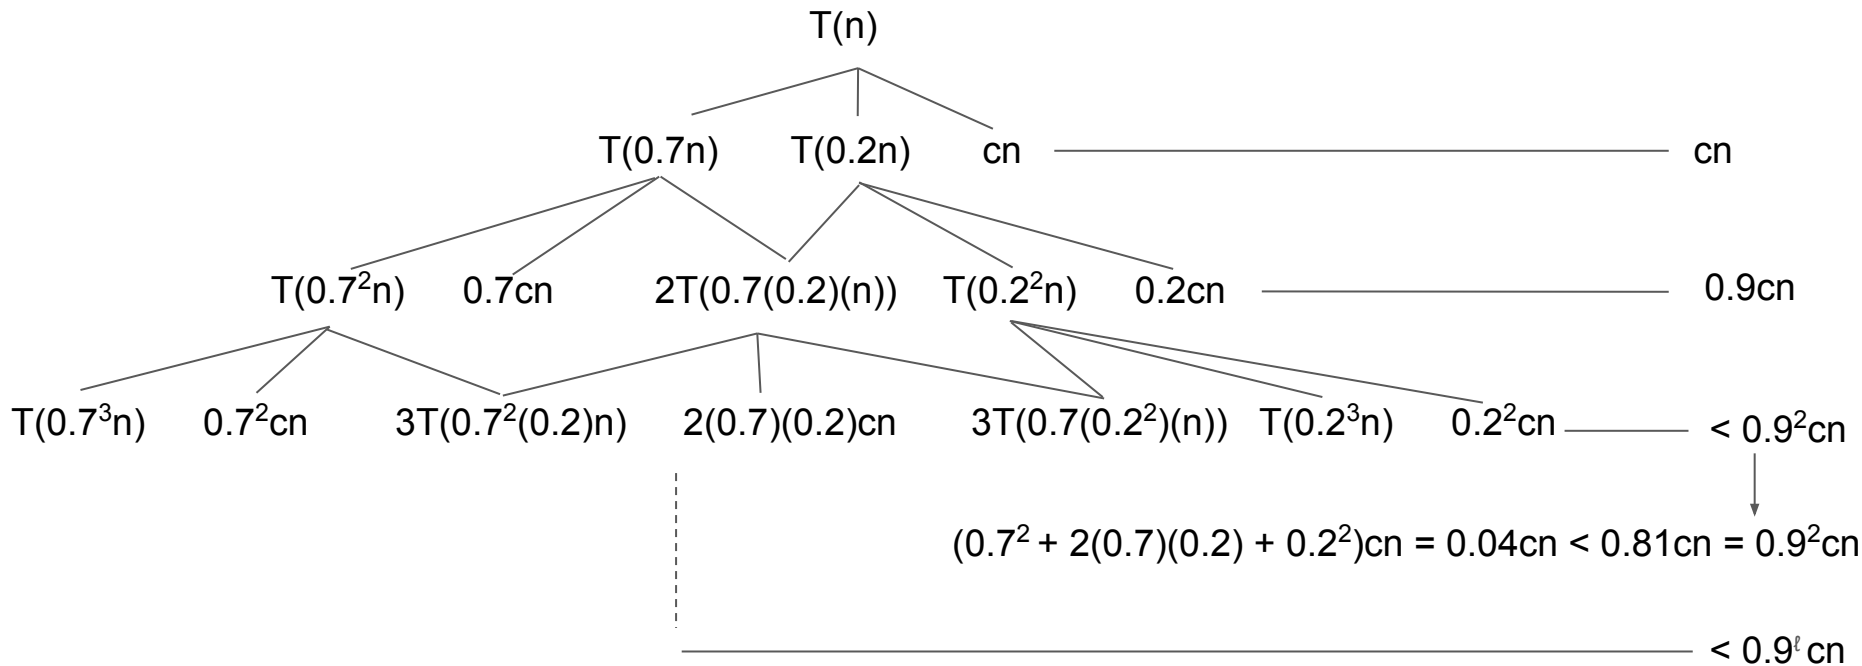 T(n)
T(0.7n) T(0.2n) cn cn
T(0.7²n) 0.7cn 2T(0.7(0.2)(n)) T(0.2²n) 0.2cn 0.9cn
T(0.7³n) 0.7²cn 3T(0.7²(0.2)n) 2(0.7)(0.2)cn 3T(0.7(0.2²)(n)) T(0.2³n) 0.2²cn < 0.9²cn
(0.7² + 2(0.7)(0.2) + 0.2²)cn = 0.04cn < 0.81cn = 0.9²cn
< 0.9ℓ cn